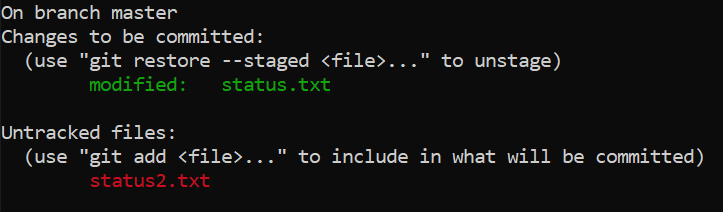 On branch master
Changes to be committed:
  (use "git restore --staged <file>..." to unstage)
        modified:   status.txt

Untracked files:
  (use "git add <file>..." to include in what will be committed)
        status2.txt